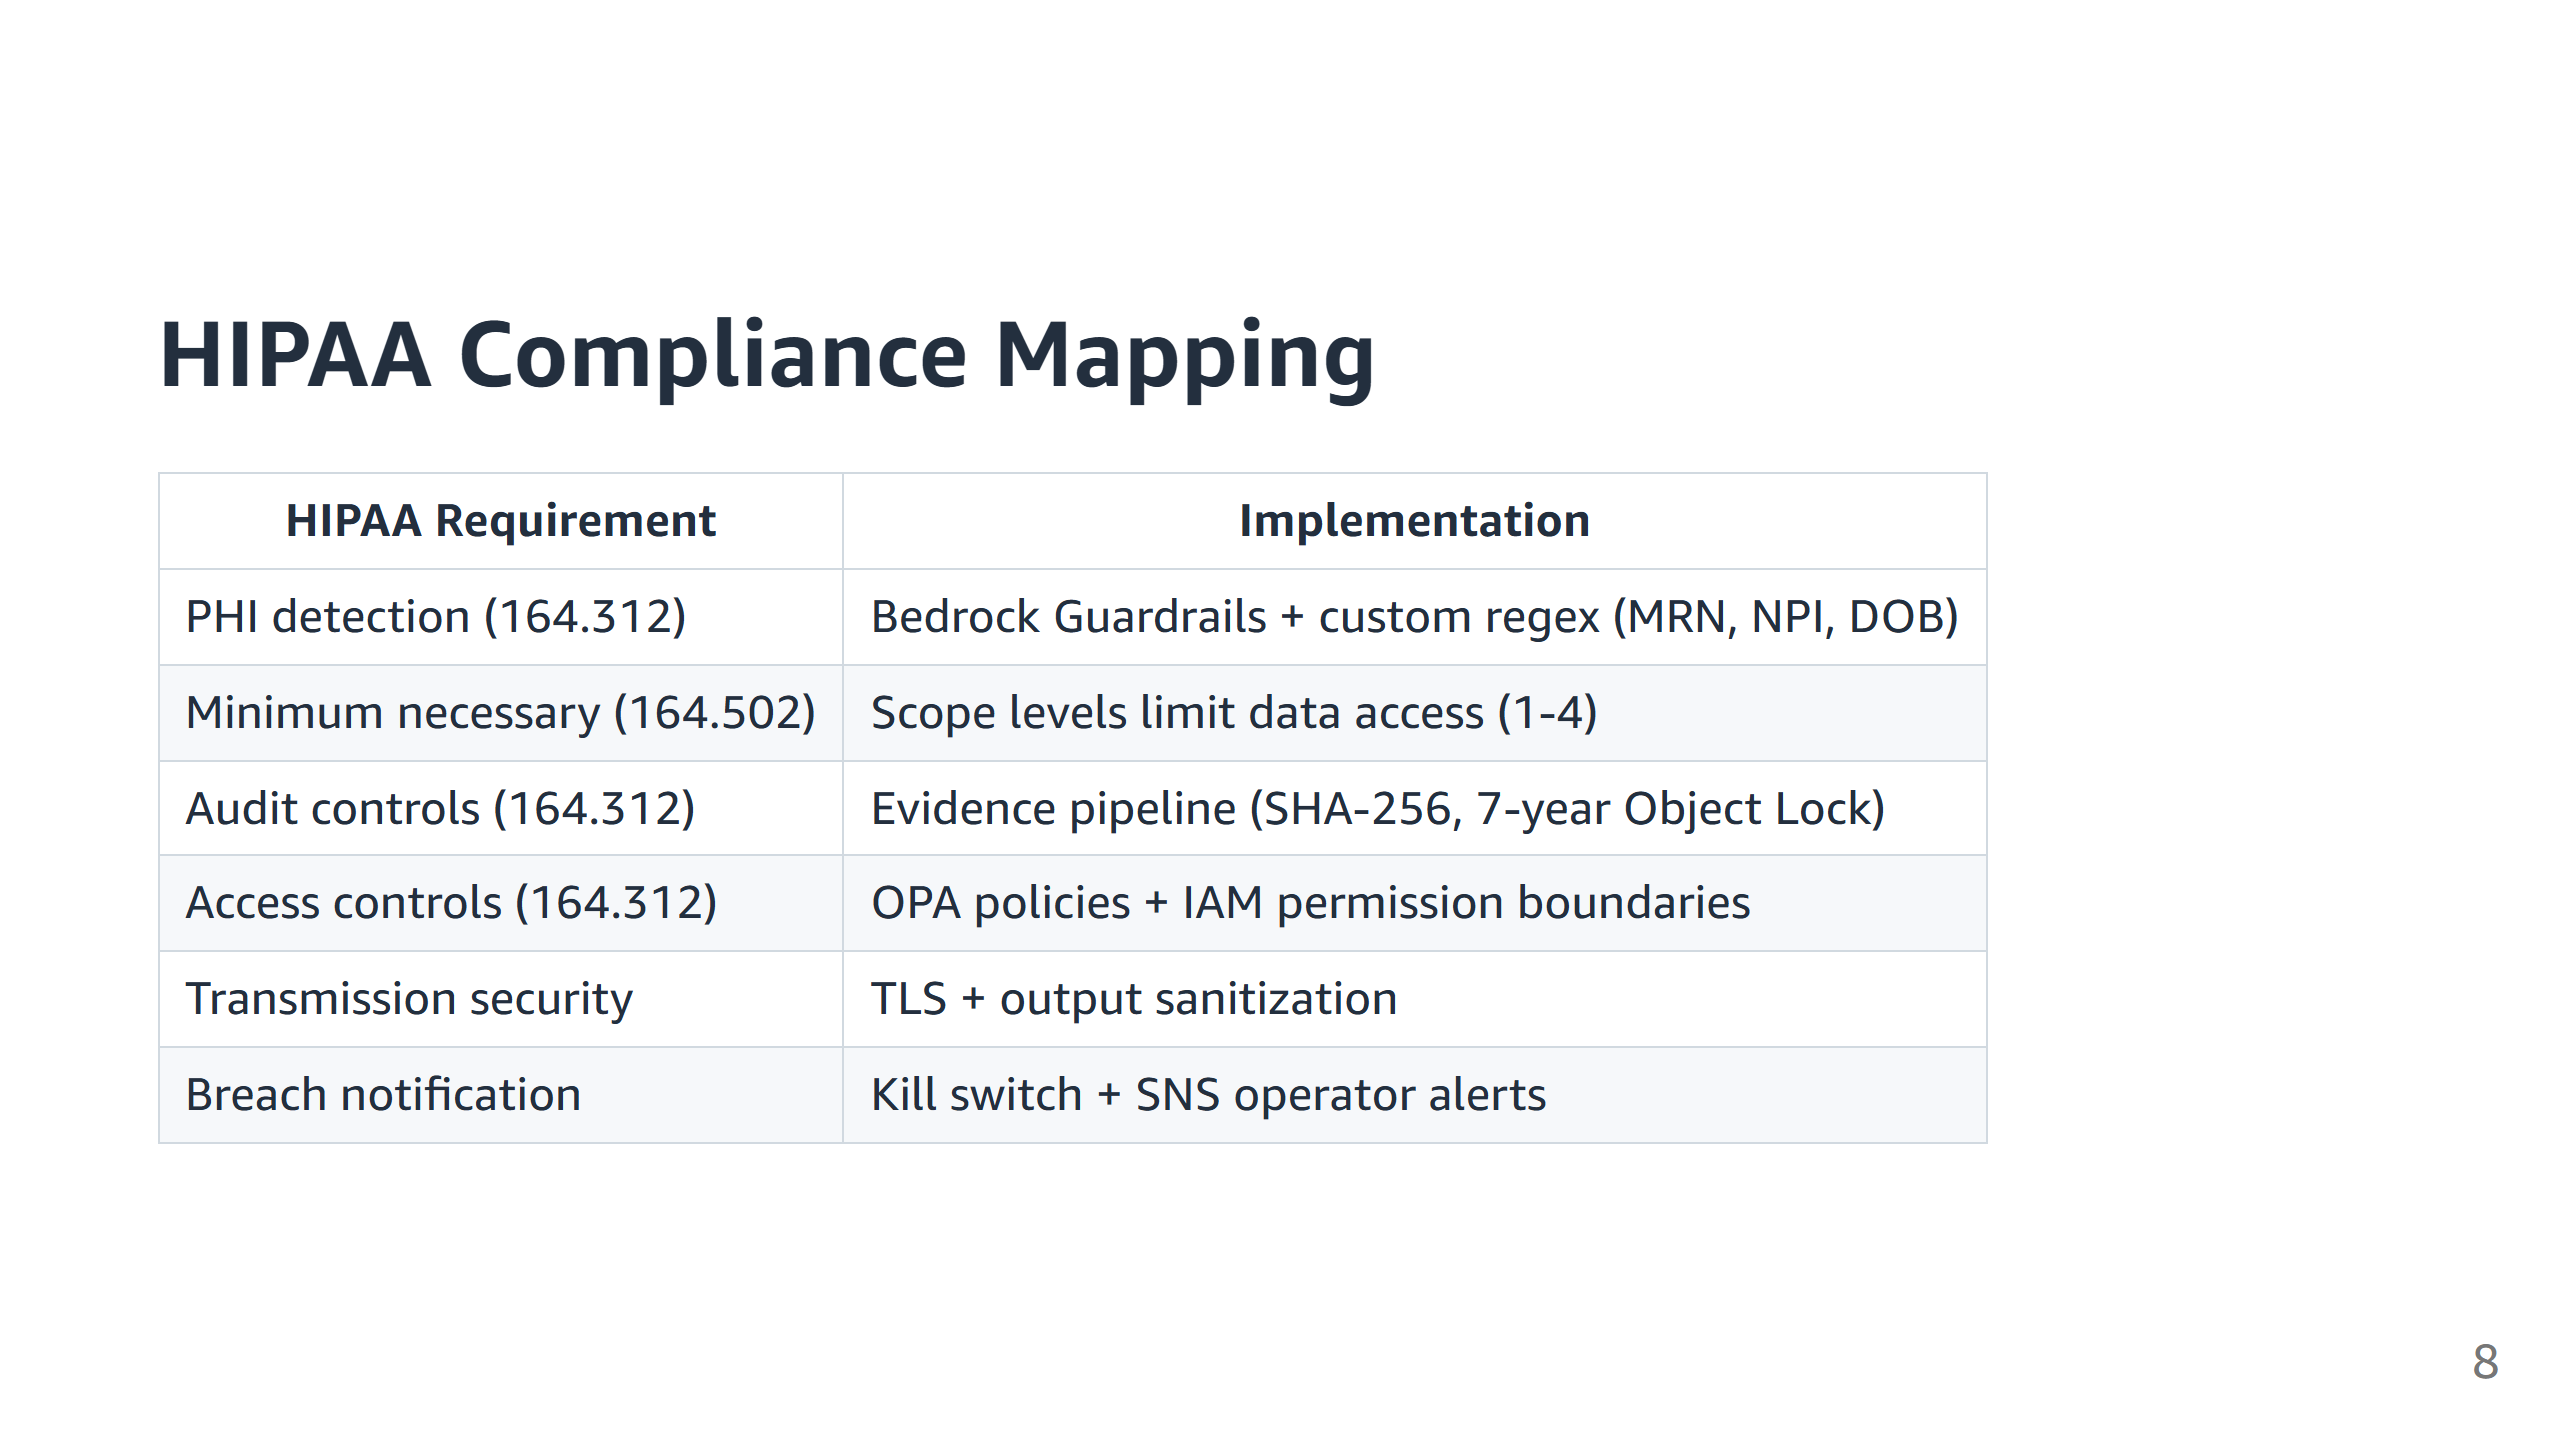 HIPAA Compliance Mapping
HIPAA Requirement
Implementation
PHI detection (164.312)
Bedrock Guardrails + custom regex (MRN, NPI, DOB)
Minimum necessary (164.502)
Scope levels limit data access (1-4)
Audit controls (164.312)
Evidence pipeline (SHA-256, 7-year Object Lock)
Access controls (164.312)
OPA policies + IAM permission boundaries
Transmission security
TLS + output sanitization
Breach notification
Kill switch + SNS operator alerts
8